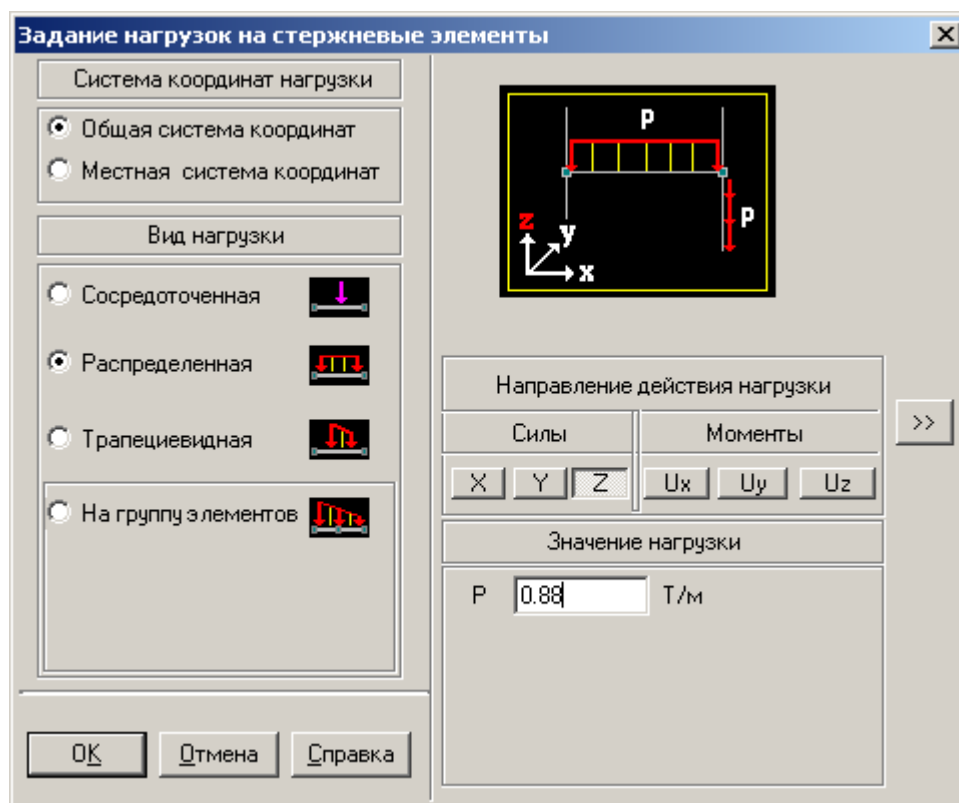 Задание нагрузок на стержневые элементы
Система координат нагрузки
Общая система координат
Местная система координат
Вид нагрузки
Сосредоточенная
Распределенная
Трапециевидная
На группу элементов
OK
Отмена
Справка
p
p
z
y
x
Направление действия нагрузки
Силы
Моменты
X
Y
Z
Ux
Uy
Uz
>>
Значение нагрузки
P
0.88
Т/м